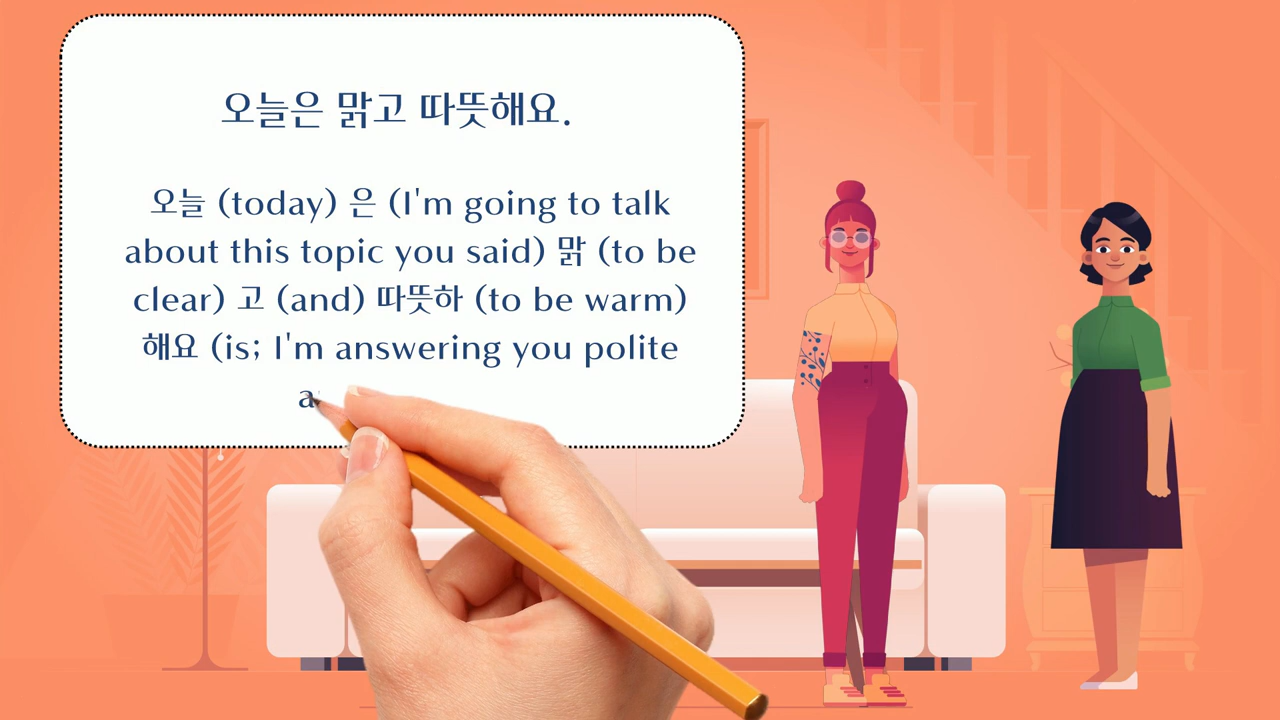 오늘은 맑고 따뜻해요.
오늘 (today) 은 (I'm going to talk
about this topic you said) 맑 (to be
clear) 고 (and) 따뜻하 (to be warm)
해요 (is; I'm answering you polite